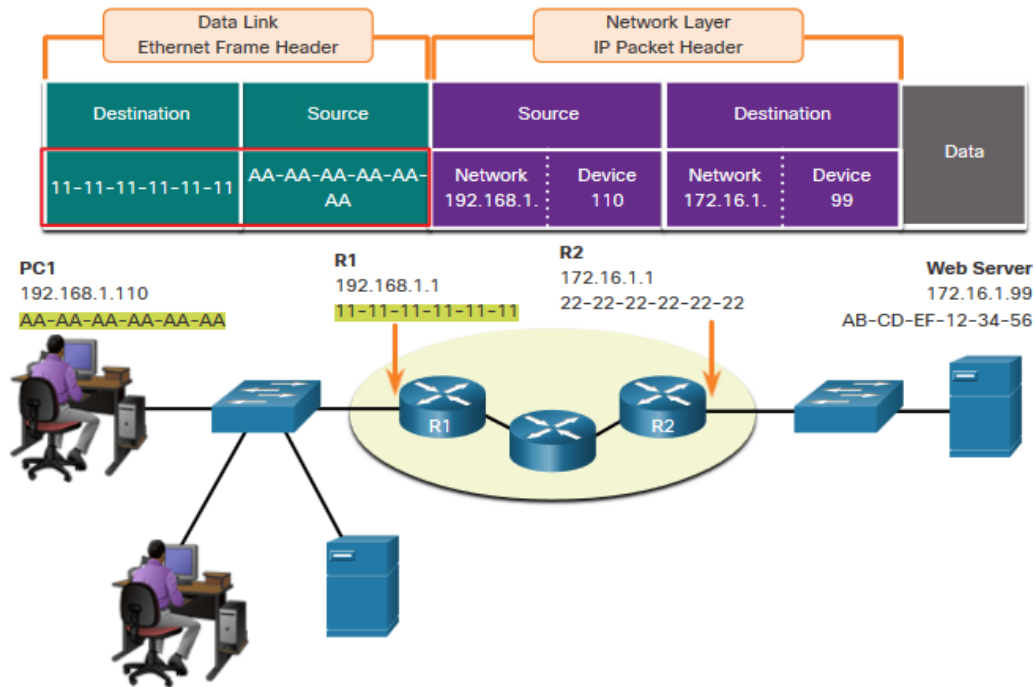 Data Link
Ethernet Frame Header
Network Layer
IP Packet Header
Destination
Source
Source
Destination
Data
11-11-11-11-11-11
AA-AA-AA-AA-AA-
AA
Network
192.168.1.
Device
110
Network
172.16.1.
Device
99
PC1
192.168.1.110
AA-AA-AA-AA-AA-AA
R1
192.168.1.1
11-11-11-11-11-11
R2
172.16.1.1
22-22-22-22-22-22
Web Server
172.16.1.99
AB-CD-EF-12-34-56
R1
R2